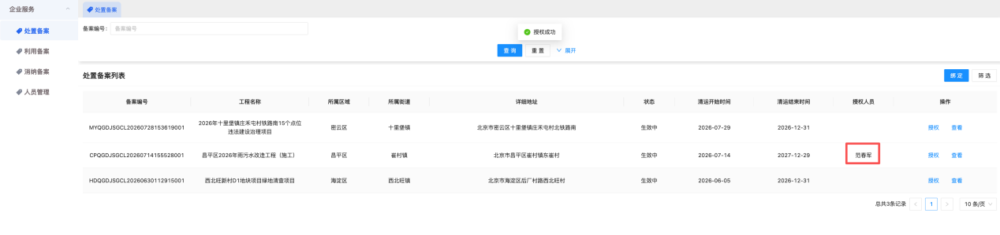 企业服务
处置备案
利用备案
消纳备案
人员管理
处置备案
备案编号：
备案编号
授权成功
查 询
重 置
展开
处置备案列表
绑 定
筛 选
备案编号 工程名称 所属区域 所属街道 详细地址 状态 清运开始时间 清运结束时间 授权人员 操作
MYQGDJSGCL20260728153619001 2026年十里堡镇庄禾屯村铁路南15个点位违法建设治理项目 密云区 十里堡镇 北京市密云区十里堡镇庄禾屯村北铁路南 生效中 2026-07-29 2026-12-31 授权 查看
CPQGDJSGCL20260714155528001 昌平区2026年雨污水改造工程（施工） 昌平区 崔村镇 北京市昌平区崔村镇东崔村 生效中 2026-07-14 2027-12-29 范春军 授权 查看
HDQGDJSGCL20260630112915001 西北旺新村D1地块项目绿地清查项目 海淀区 西北旺镇 北京市海淀区后厂村路西北旺村 生效中 2026-06-05 2026-12-31 授权 查看
总共3条记录 < 1 > 10 条/页